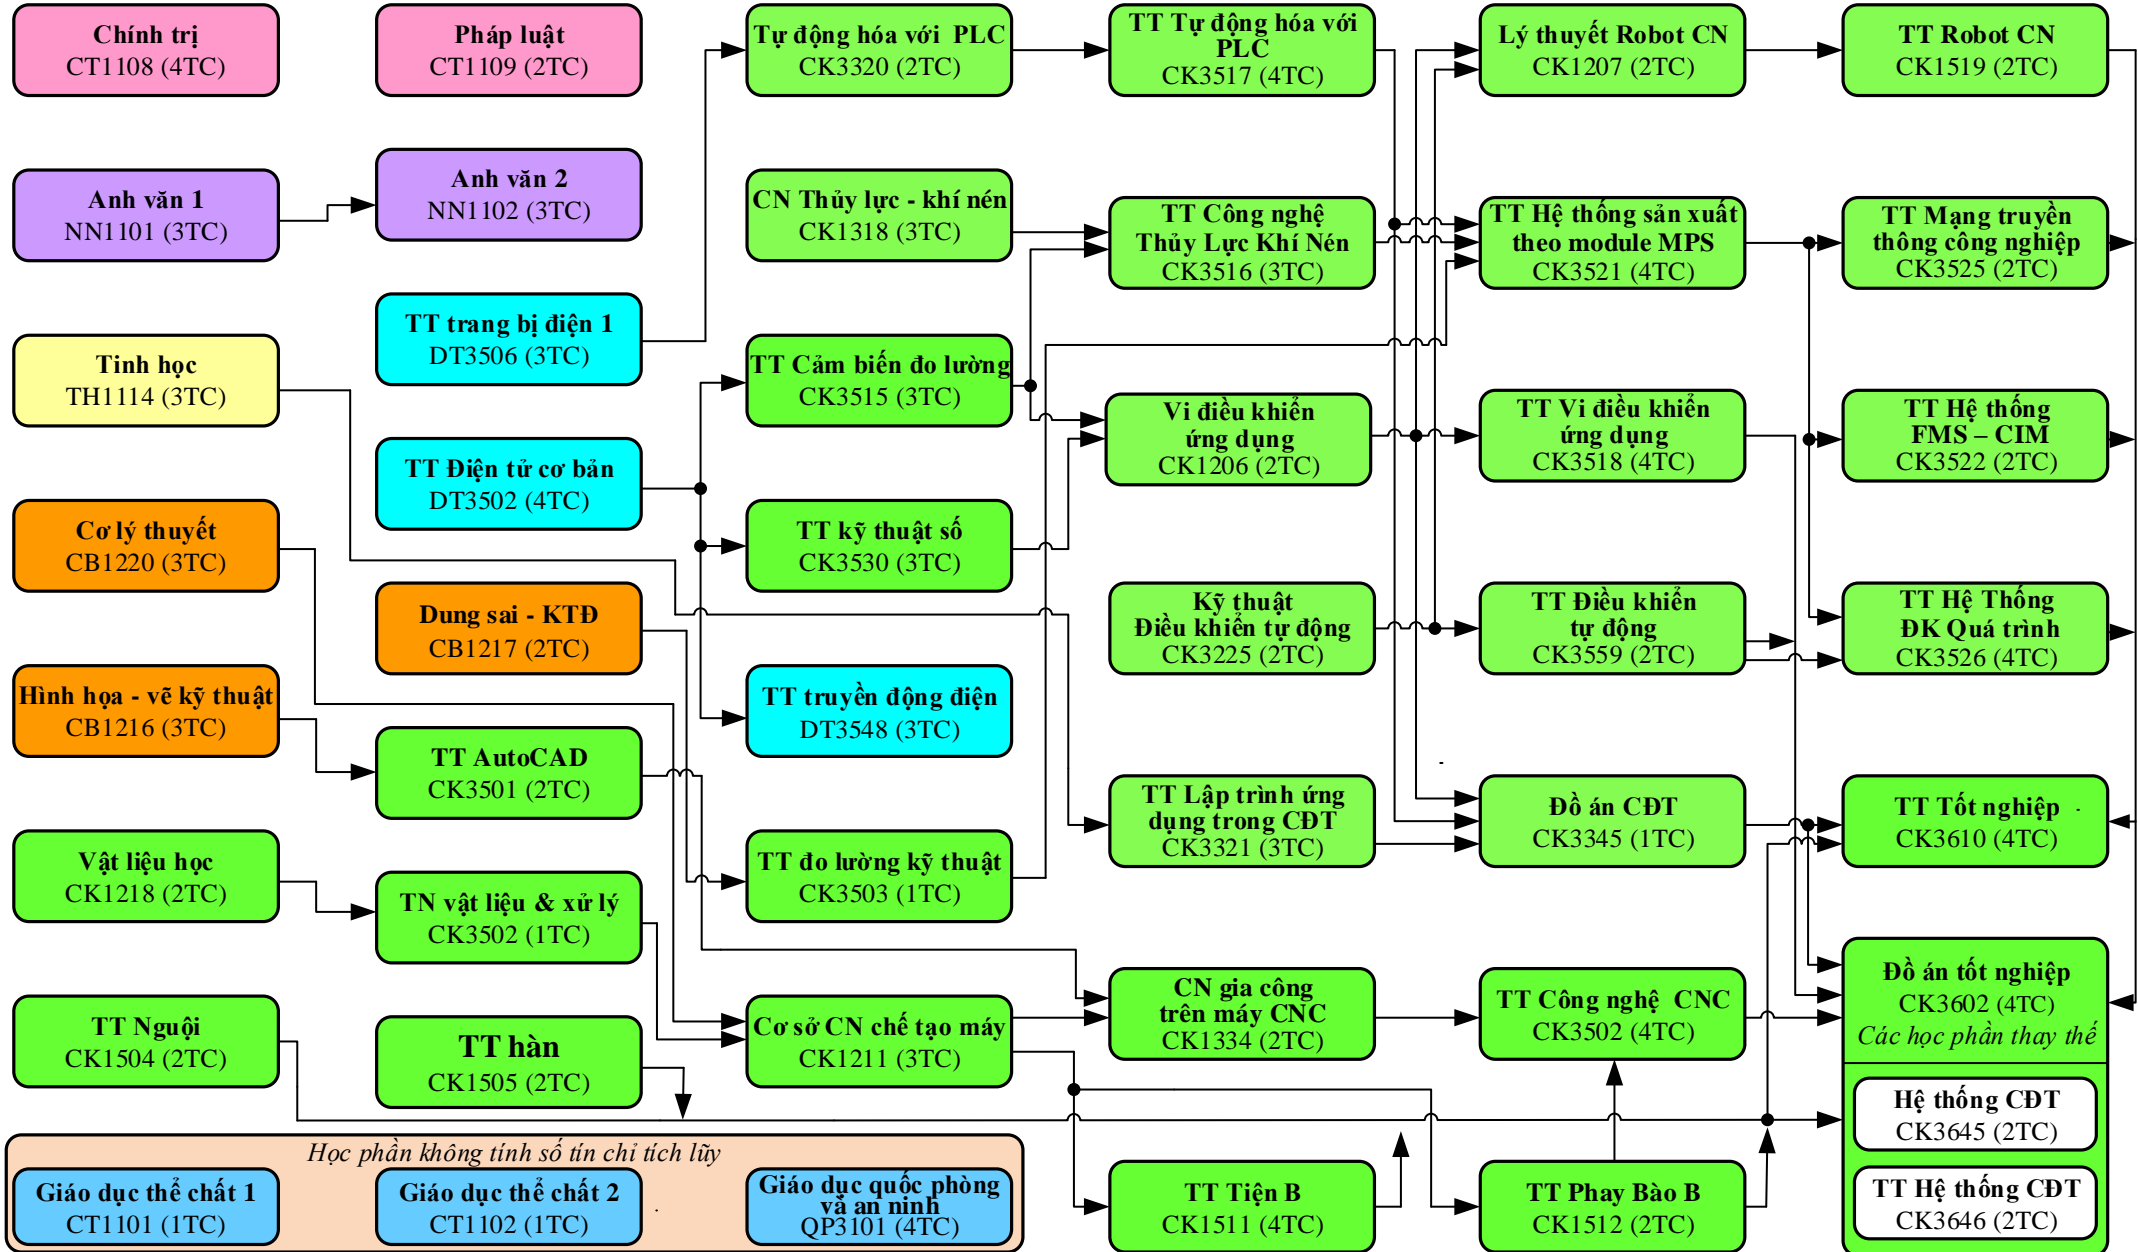 Chính trị
CT1108 (4TC)
Pháp luật
CT1109 (2TC)
Tự động hóa với PLC
CK3320 (2TC)
TT Tự động hóa với
PLC
CK3517 (4TC)
Lý thuyết Robot CN
CK1207 (2TC)
TT Robot CN
CK1519 (2TC)
Anh văn 1
NN1101 (3TC)
Anh văn 2
NN1102 (3TC)
CN Thủy lực - khí nén
CK1318 (3TC)
TT Công nghệ
Thủy Lực Khí Nén
CK3516 (3TC)
TT Hệ thống sản xuất
theo module MPS
CK3521 (4TC)
TT Mạng truyền
thông công nghiệp
CK3525 (2TC)
TT trang bị điện 1
DT3506 (3TC)
Tinh học
TH1114 (3TC)
TT Cảm biến đo lường
CK3515 (3TC)
Vi điều khiển
ứng dụng
CK1206 (2TC)
TT Vi điều khiển
ứng dụng
CK3518 (4TC)
TT Hệ thống
FMS – CIM
CK3522 (2TC)
TT Điện tử cơ bản
DT3502 (4TC)
Cơ lý thuyết
CB1220 (3TC)
TT kỹ thuật số
CK3530 (3TC)
Dung sai - KTĐ
CB1217 (2TC)
Kỹ thuật
Điều khiển tự động
CK3225 (2TC)
TT Điều khiển
tự động
CK3559 (2TC)
TT Hệ Thống
ĐK Quá trình
CK3526 (4TC)
Hình họa - vẽ kỹ thuật
CB1216 (3TC)
TT truyền động điện
DT3548 (3TC)
TT AutoCAD
CK3501 (2TC)
TT Lập trình ứng
dụng trong CĐT
CK3321 (3TC)
Đồ án CĐT
CK3345 (1TC)
TT Tốt nghiệp
CK3610 (4TC)
Vật liệu học
CK1218 (2TC)
TN vật liệu & xử lý
CK3502 (1TC)
TT đo lường kỹ thuật
CK3503 (1TC)
TT Nguội
CK1504 (2TC)
TT hàn
CK1505 (2TC)
Cơ sở CN chế tạo máy
CK1211 (3TC)
CN gia công
trên máy CNC
CK1334 (2TC)
TT Công nghệ CNC
CK3502 (4TC)
Đồ án tốt nghiệp
CK3602 (4TC)
Các học phần thay thế
Hệ thống CĐT
CK3645 (2TC)
TT Hệ thống CĐT
CK3646 (2TC)
Học phần không tính số tín chỉ tích lũy
Giáo dục thể chất 1
CT1101 (1TC)
Giáo dục thể chất 2
CT1102 (1TC)
Giáo dục quốc phòng
và an ninh
QP3101 (4TC)
TT Tiện B
CK1511 (4TC)
TT Phay Bào B
CK1512 (2TC)